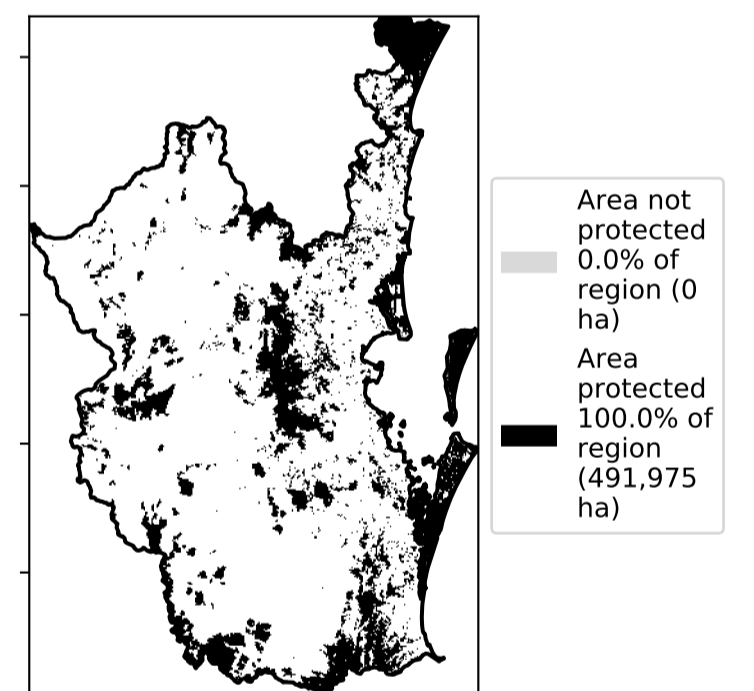 Area not
protected
0.0% of
region (0
ha)
Area
protected
100.0% of
region
(491,975
ha)